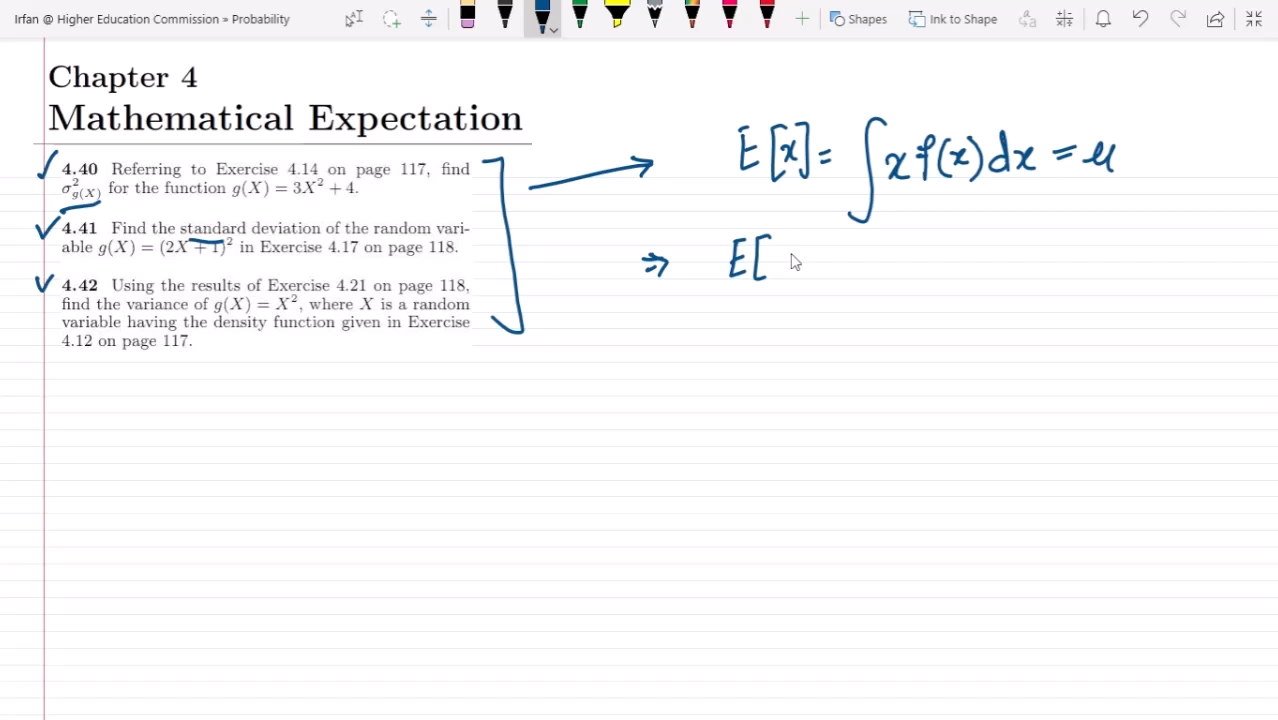 Irfan @ Higher Education Commission » Probability
Shapes
Ink to Shape
Chapter 4
Mathematical Expectation
4.40 Referring to Exercise 4.14 on page 117, find
σ²g(X) for the function g(X) = 3X² + 4.
4.41 Find the standard deviation of the random vari-
able g(X) = (2X + 1)² in Exercise 4.17 on page 118.
4.42 Using the results of Exercise 4.21 on page 118,
find the variance of g(X) = X², where X is a random
variable having the density function given in Exercise
4.12 on page 117.
E[x] = ∫ x f(x) dx = μ
⇒ E[